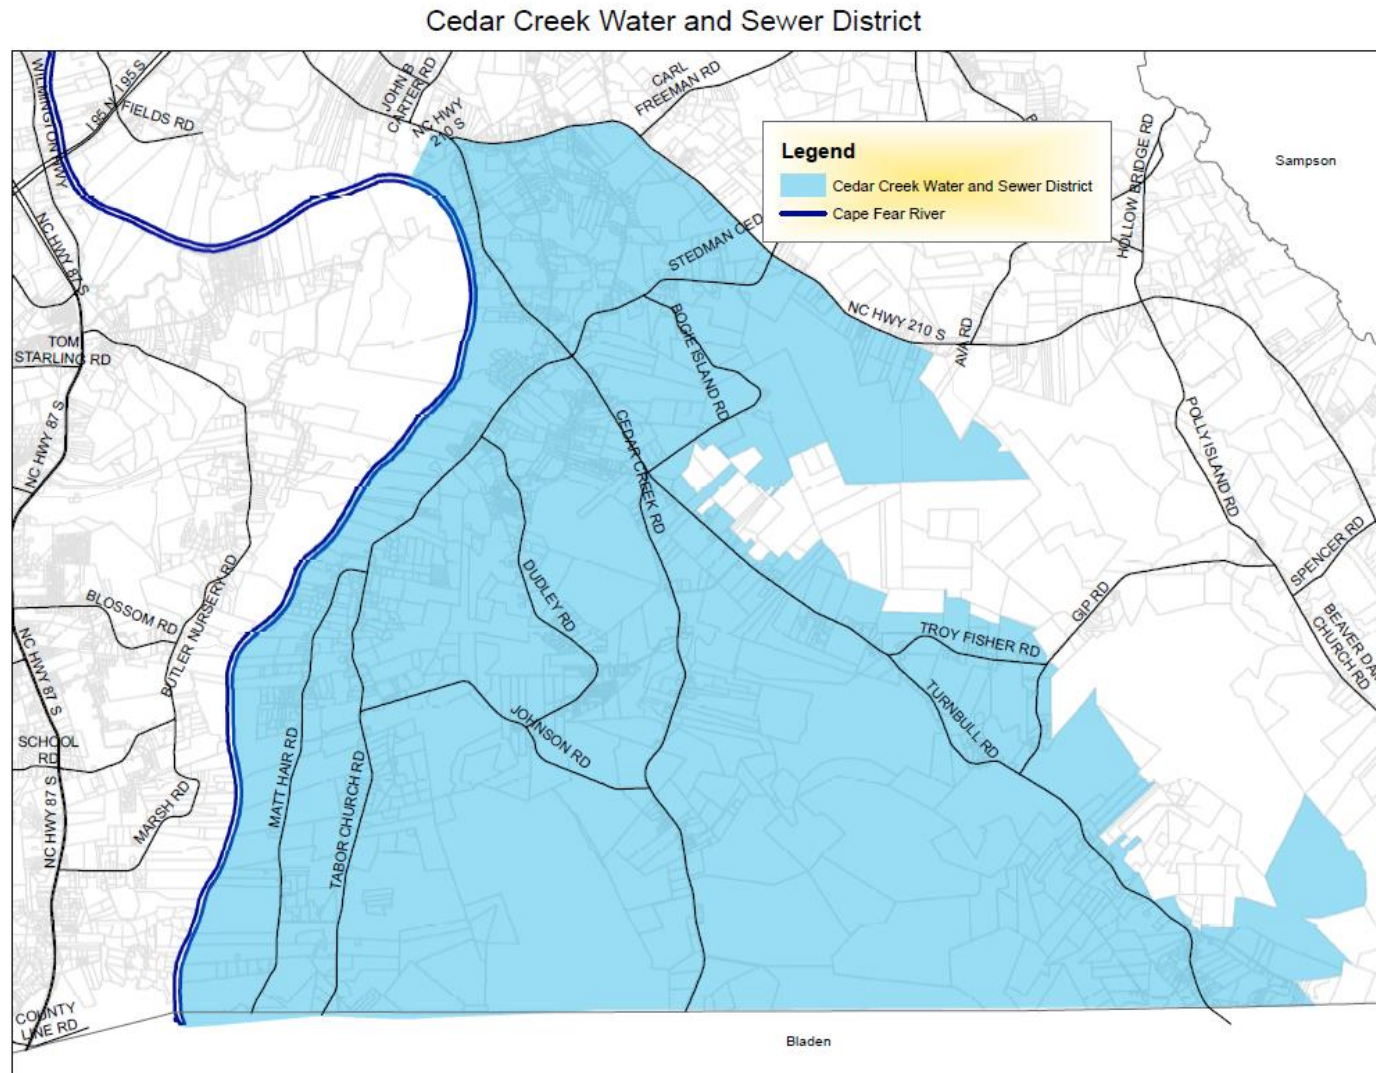 Cedar Creek Water and Sewer District
WILMINGTON HWY
I 95 N
I 95 S
FIELDS RD
JOHN B
CARTER RD
NC HWY
210 S
CARL
FREEMAN RD
Legend
Cedar Creek Water and Sewer District
Cape Fear River
HOLLOW BRIDGE RD
Sampson
NC HWY 87 S
STEDMAN CED
NC HWY 210 S
AVA RD
BOGIE ISLAND RD
TOM
STARLING RD
NC HWY 87 S
CEDAR CREEK RD
POLLY ISLAND RD
SPENCER RD
BUTLER NURSERY RD
BLOSSOM RD
DUDLEY RD
GIP RD
TROY FISHER RD
BEAVER DA
CHURCH RD
NC HWY 87 S
TURNBULL RD
JOHNSON RD
MATT HAIR RD
TABOR CHURCH RD
SCHOOL
RD
MARSH RD
NC HWY 87 S
COUNTY
LINE RD
Bladen